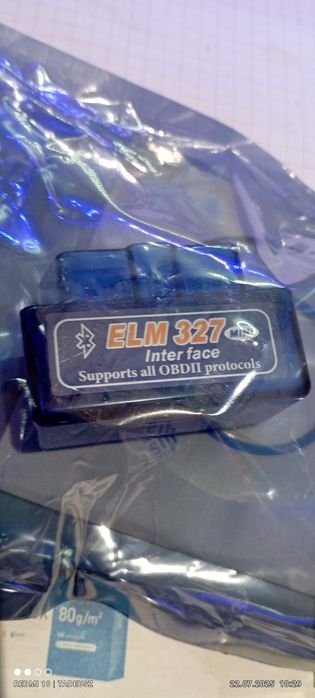 ELM 327 MINI
Inter face
Supports all OBDII protocols
80g/m²
REDMI 10 | TADEUSZ
22.07.2025 10:29